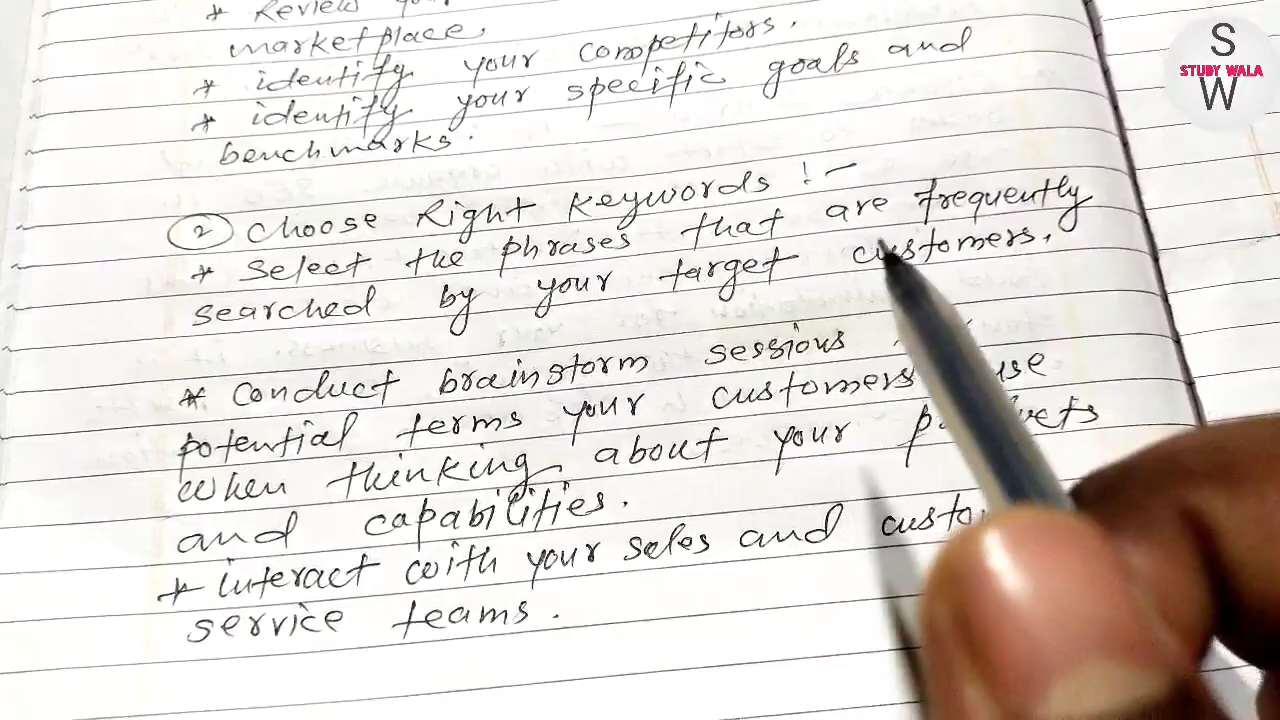 * Review
marketplace.
* identify your competitors.
* identify your specific goals and
benchmarks.
2 Choose Right Keywords :-
* Select the phrases that are frequently
searched by your target customers.
* Conduct brainstorm sessions
potential terms your customers use
when thinking about your
and capabilities.
* interact with your sales and
service teams.
S
STUDY WALA
W